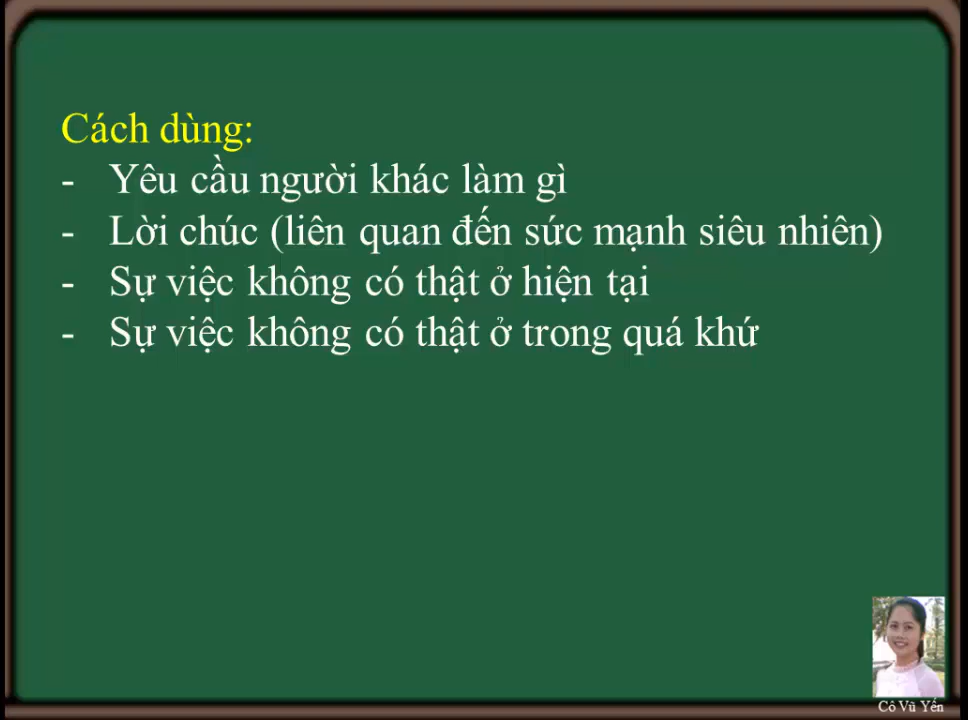 Cách dùng:
- Yêu cầu người khác làm gì
- Lời chúc (liên quan đến sức mạnh siêu nhiên)
- Sự việc không có thật ở hiện tại
- Sự việc không có thật ở trong quá khứ
Cô Vũ Yến